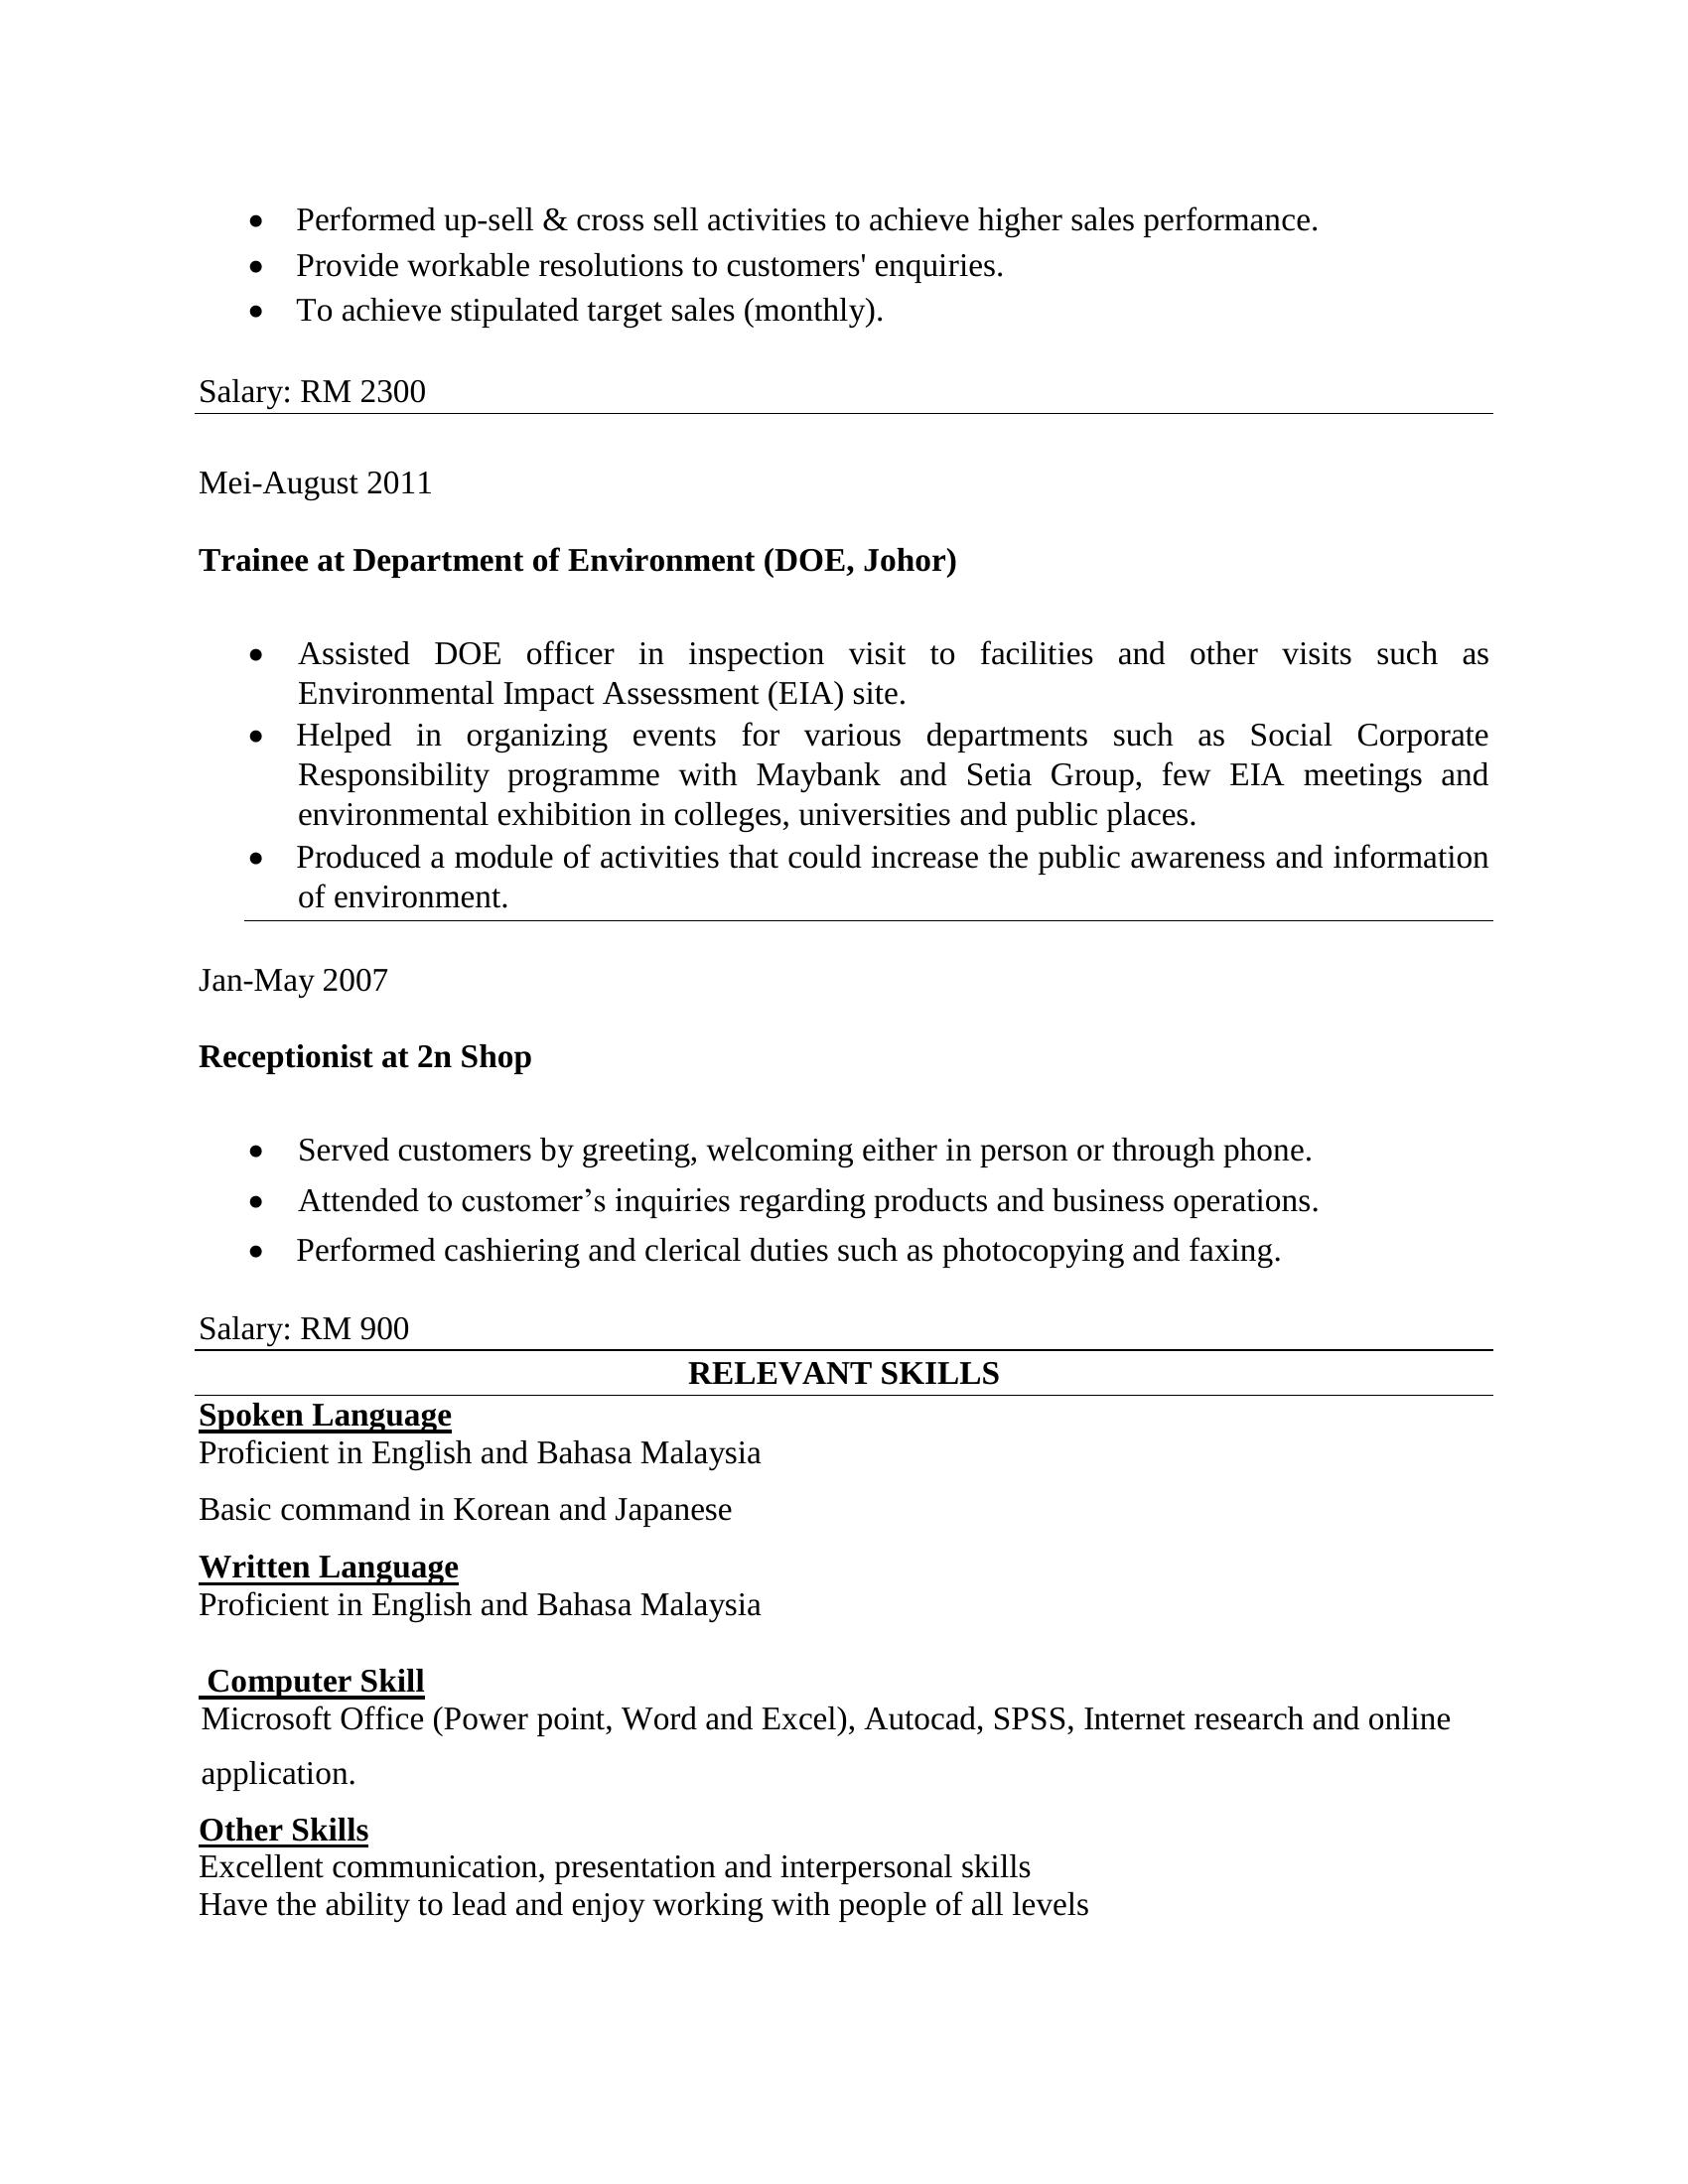 • Performed up-sell & cross sell activities to achieve higher sales performance.
• Provide workable resolutions to customers' enquiries.
• To achieve stipulated target sales (monthly).
Salary: RM 2300
Mei-August 2011
Trainee at Department of Environment (DOE, Johor)
• Assisted DOE officer in inspection visit to facilities and other visits such as
Environmental Impact Assessment (EIA) site.
• Helped in organizing events for various departments such as Social Corporate
Responsibility programme with Maybank and Setia Group, few EIA meetings and
environmental exhibition in colleges, universities and public places.
• Produced a module of activities that could increase the public awareness and information
of environment.
Jan-May 2007
Receptionist at 2n Shop
• Served customers by greeting, welcoming either in person or through phone.
• Attended to customer’s inquiries regarding products and business operations.
• Performed cashiering and clerical duties such as photocopying and faxing.
Salary: RM 900
RELEVANT SKILLS
Spoken Language
Proficient in English and Bahasa Malaysia
Basic command in Korean and Japanese
Written Language
Proficient in English and Bahasa Malaysia
Computer Skill
Microsoft Office (Power point, Word and Excel), Autocad, SPSS, Internet research and online
application.
Other Skills
Excellent communication, presentation and interpersonal skills
Have the ability to lead and enjoy working with people of all levels